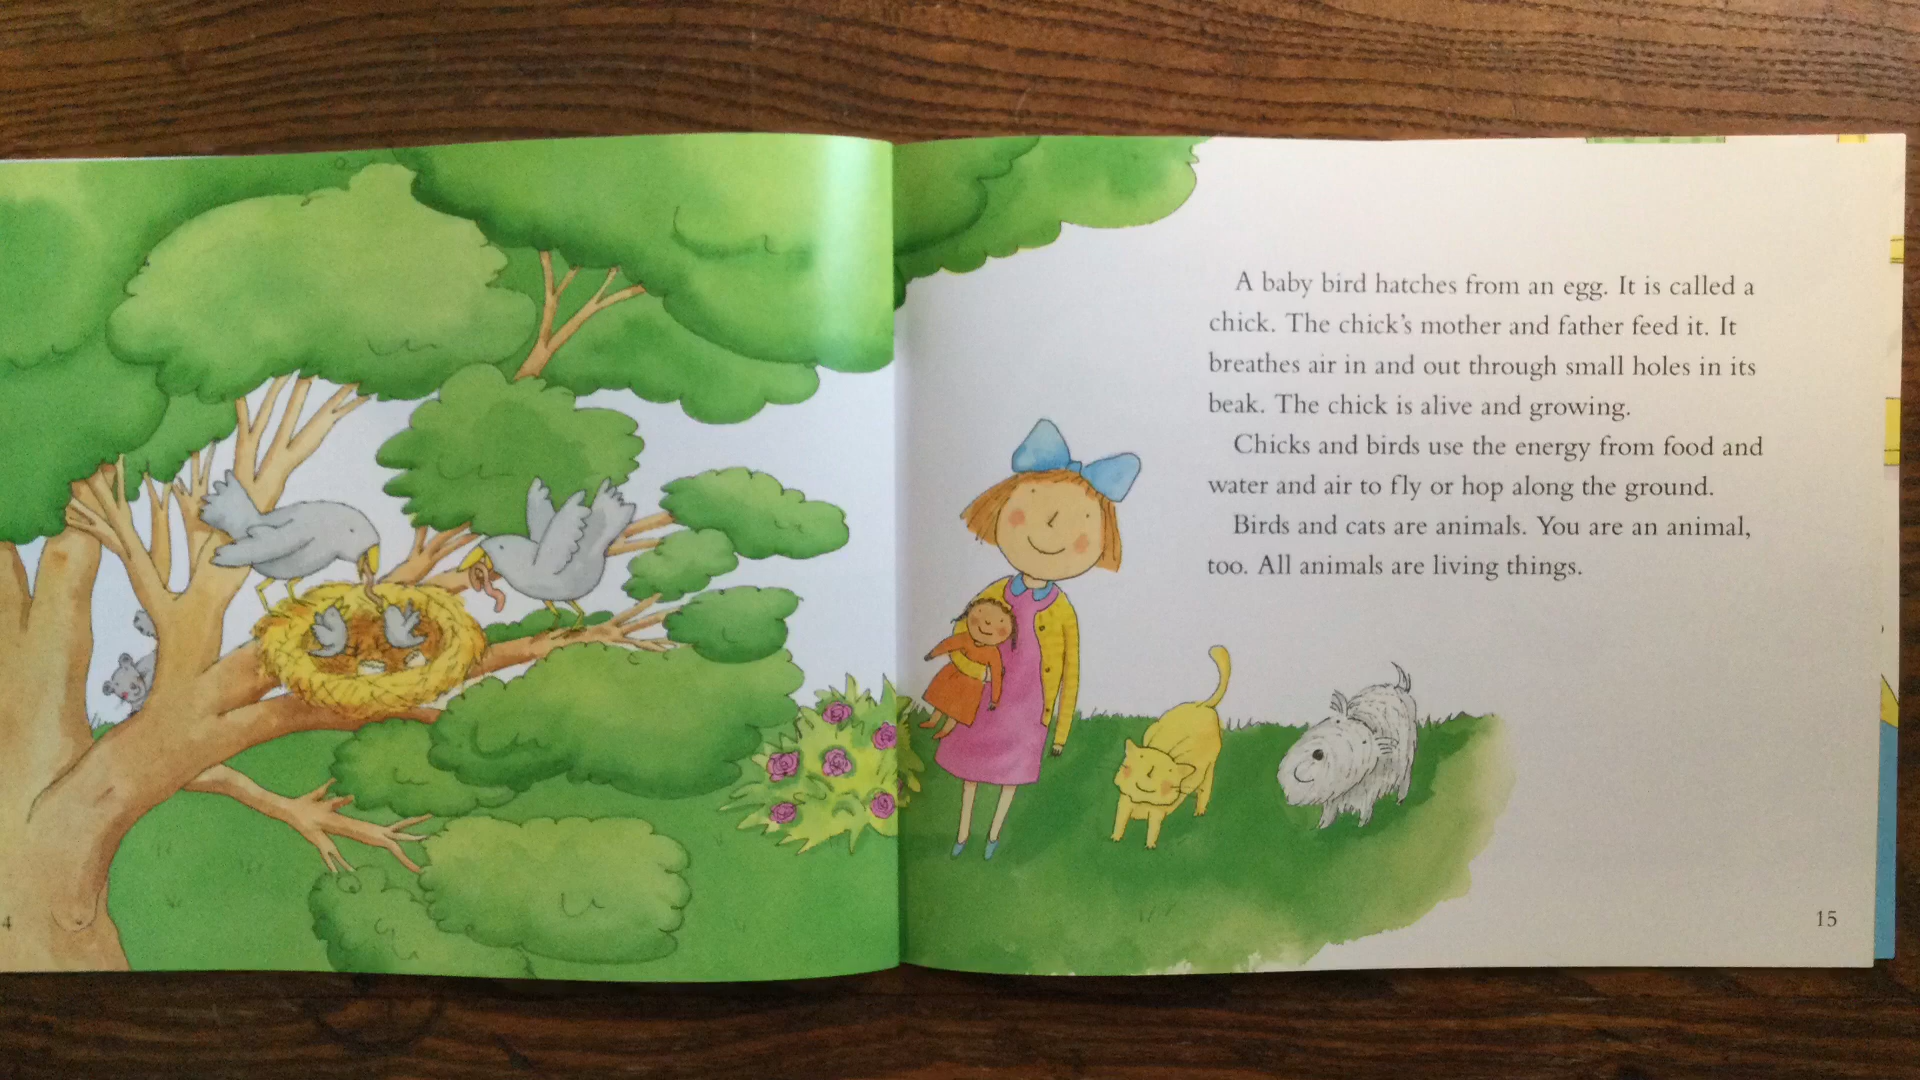 A baby bird hatches from an egg. It is called a
chick. The chick's mother and father feed it. It
breathes air in and out through small holes in its
beak. The chick is alive and growing.
Chicks and birds use the energy from food and
water and air to fly or hop along the ground.
Birds and cats are animals. You are an animal,
too. All animals are living things.
4
15